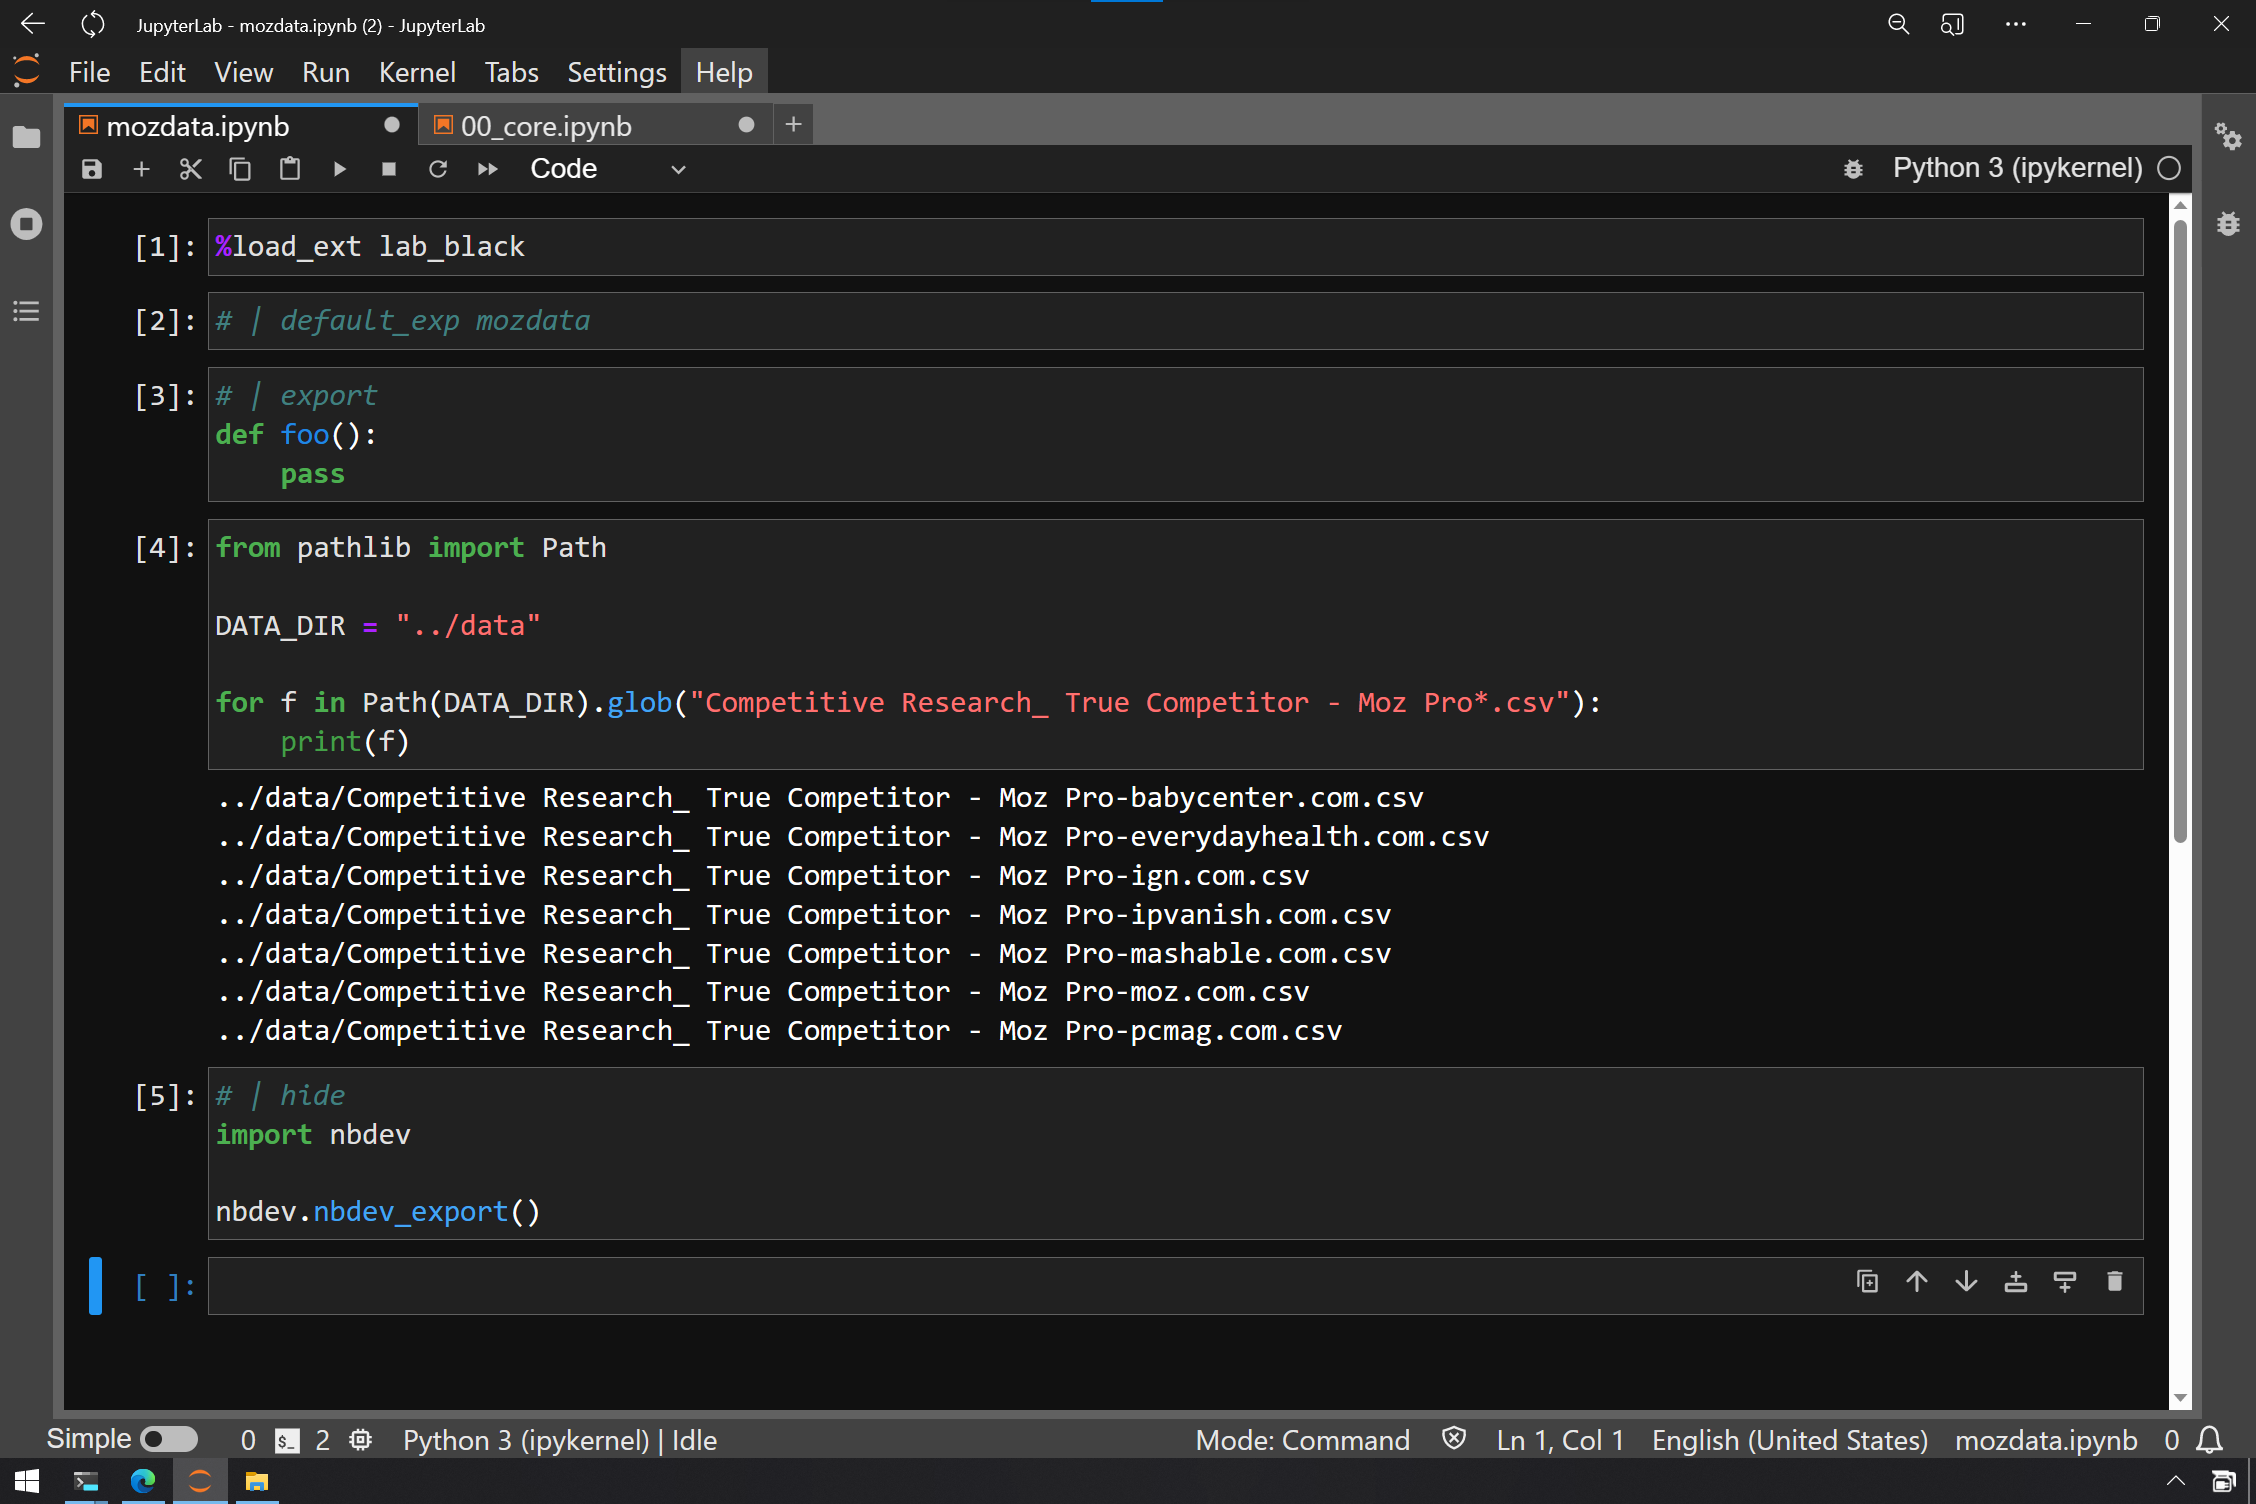 JupyterLab - mozdata.ipynb (2) - JupyterLab
File Edit View Run Kernel Tabs Settings Help
mozdata.ipynb 00_core.ipynb
Code Python 3 (ipykernel)
[1]: %load_ext lab_black
[2]: # | default_exp mozdata
[3]: # | export
def foo():
    pass
[4]: from pathlib import Path
DATA_DIR = "../data"
for f in Path(DATA_DIR).glob("Competitive Research_ True Competitor - Moz Pro*.csv"):
    print(f)
../data/Competitive Research_ True Competitor - Moz Pro-babycenter.com.csv
../data/Competitive Research_ True Competitor - Moz Pro-everydayhealth.com.csv
../data/Competitive Research_ True Competitor - Moz Pro-ign.com.csv
../data/Competitive Research_ True Competitor - Moz Pro-ipvanish.com.csv
../data/Competitive Research_ True Competitor - Moz Pro-mashable.com.csv
../data/Competitive Research_ True Competitor - Moz Pro-moz.com.csv
../data/Competitive Research_ True Competitor - Moz Pro-pcmag.com.csv
[5]: # | hide
import nbdev
nbdev.nbdev_export()
[ ]:
Simple 0 $_ 2 Python 3 (ipykernel) | Idle Mode: Command Ln 1, Col 1 English (United States) mozdata.ipynb 0